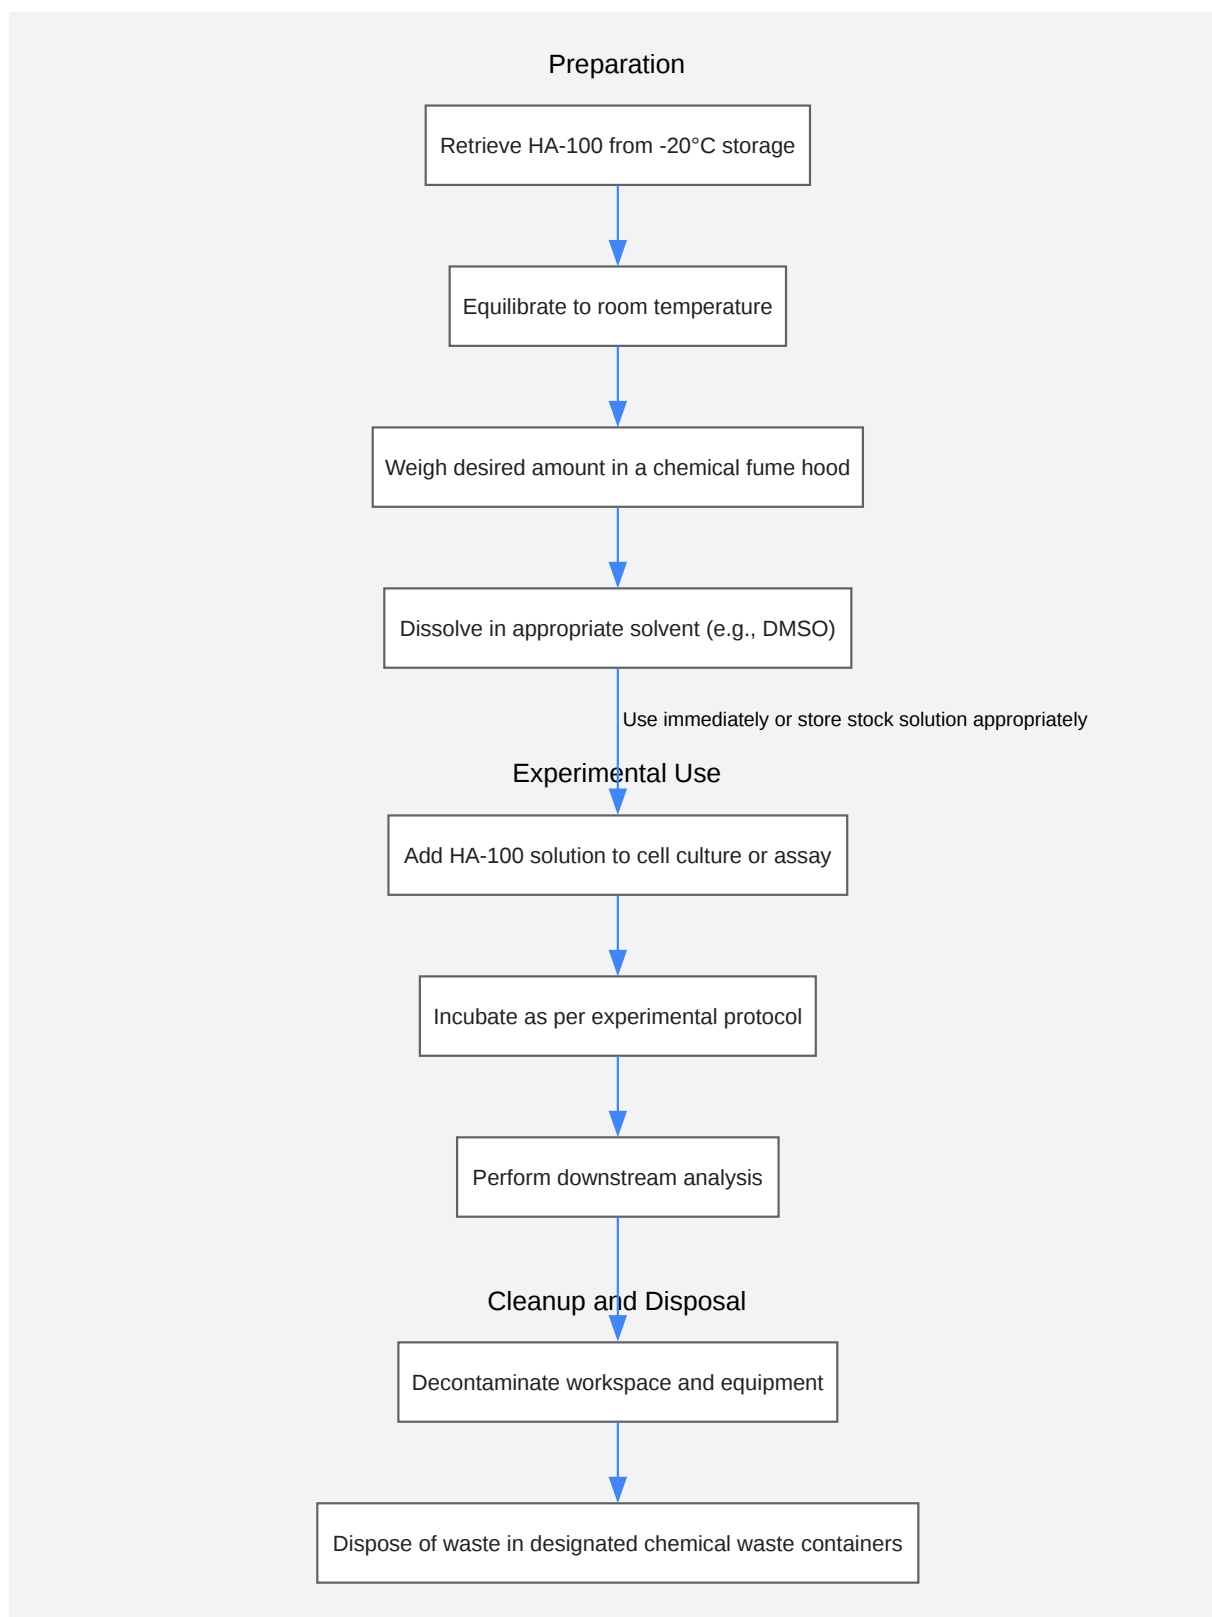 Preparation
Retrieve HA-100 from -20°C storage
Equilibrate to room temperature
Weigh desired amount in a chemical fume hood
Dissolve in appropriate solvent (e.g., DMSO)
Use immediately or store stock solution appropriately
Experimental Use
Add HA-100 solution to cell culture or assay
Incubate as per experimental protocol
Perform downstream analysis
Cleanup and Disposal
Decontaminate workspace and equipment
Dispose of waste in designated chemical waste containers